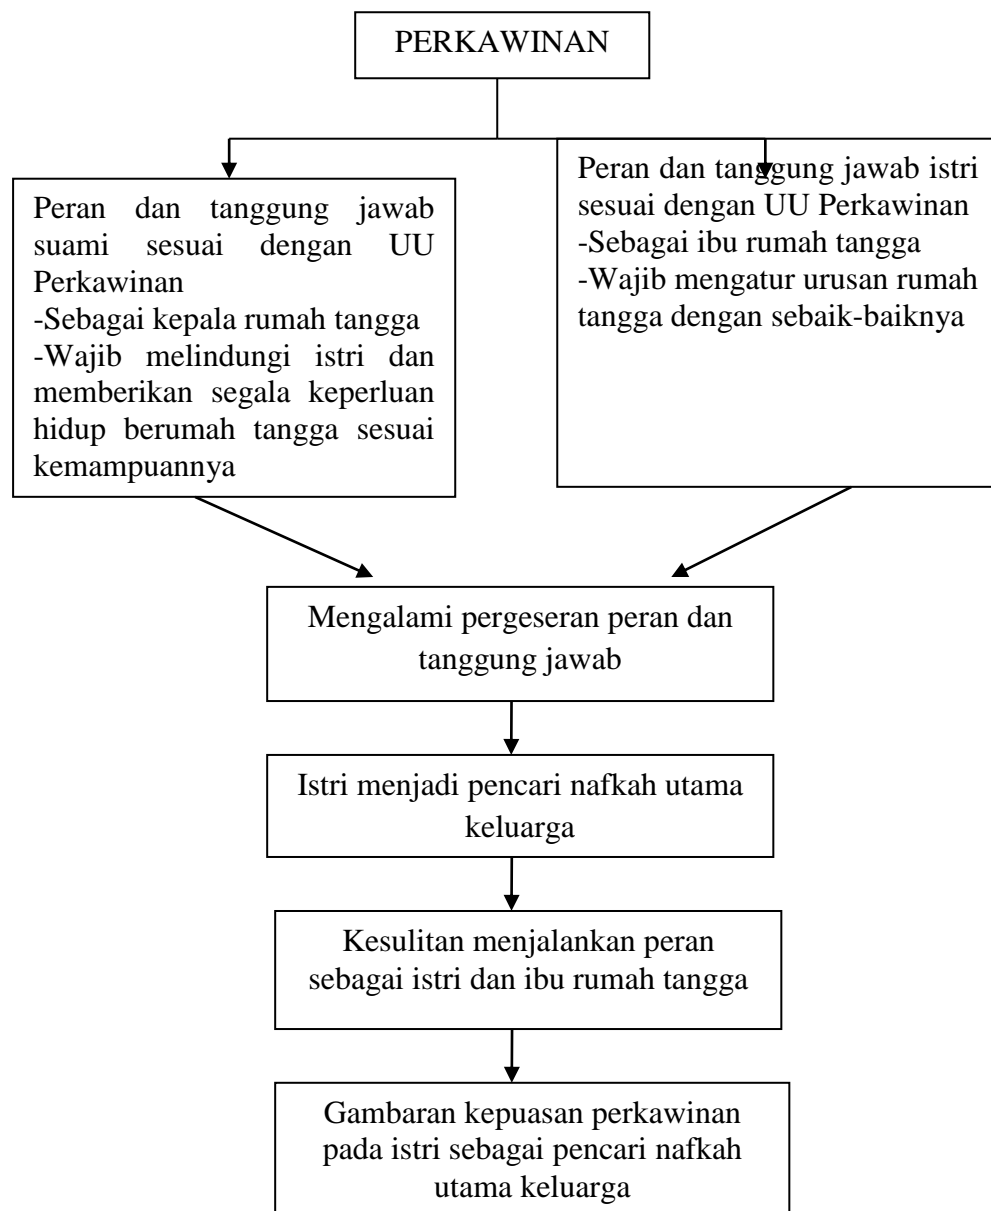 PERKAWINAN
Peran dan tanggung jawab
suami sesuai dengan UU
Perkawinan
-Sebagai kepala rumah tangga
-Wajib melindungi istri dan
memberikan segala keperluan
hidup berumah tangga sesuai
kemampuannya
Peran dan tanggung jawab istri
sesuai dengan UU Perkawinan
-Sebagai ibu rumah tangga
-Wajib mengatur urusan rumah
tangga dengan sebaik-baiknya
Mengalami pergeseran peran dan
tanggung jawab
Istri menjadi pencari nafkah utama
keluarga
Kesulitan menjalankan peran
sebagai istri dan ibu rumah tangga
Gambaran kepuasan perkawinan
pada istri sebagai pencari nafkah
utama keluarga